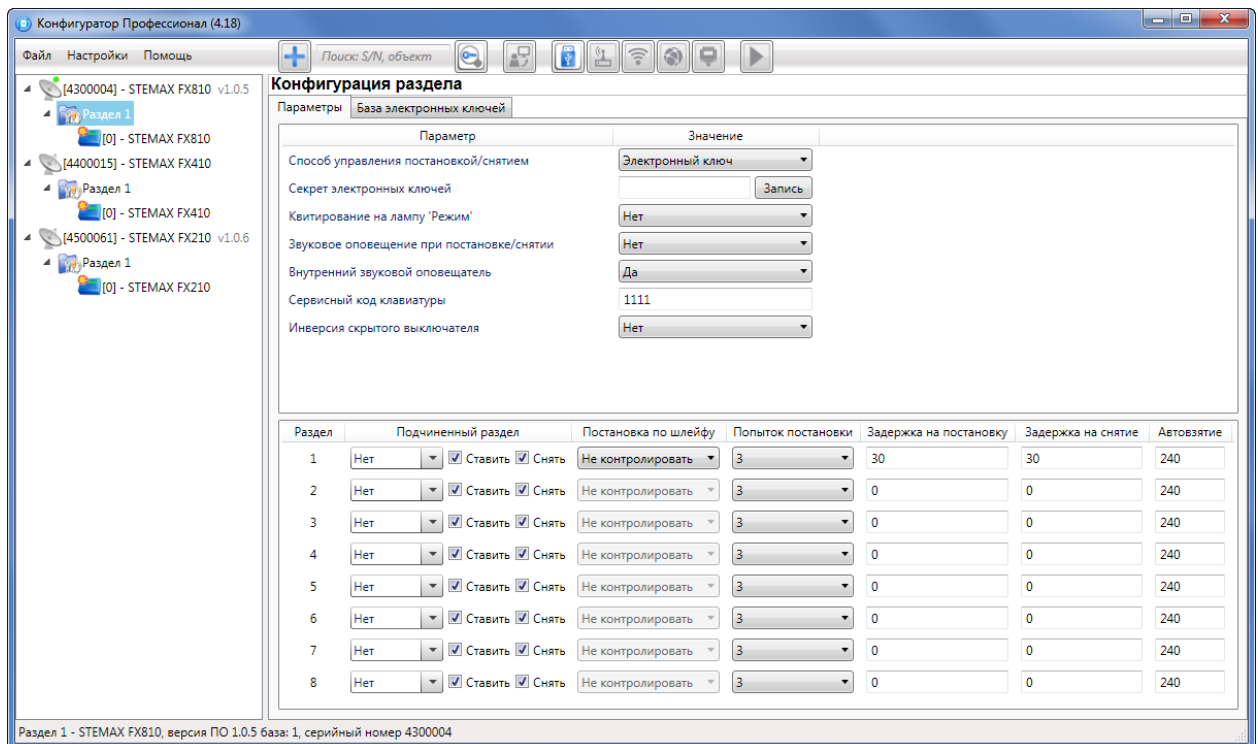 Конфигуратор Профессионал (4.18)
Файл Настройки Помощь
Поиск: S/N, объект
[4300004] - STEMAX FX810 v1.0.5
Раздел 1
[0] - STEMAX FX810
[4400015] - STEMAX FX410
Раздел 1
[0] - STEMAX FX410
[4500061] - STEMAX FX210 v1.0.6
Раздел 1
[0] - STEMAX FX210
Конфигурация раздела
Параметры База электронных ключей
Параметр Значение
Способ управления постановкой/снятием Электронный ключ
Секрет электронных ключей Запись
Квитирование на лампу 'Режим' Нет
Звуковое оповещение при постановке/снятии Нет
Внутренний звуковой оповещатель Да
Сервисный код клавиатуры 1111
Инверсия скрытого выключателя Нет
Раздел Подчиненный раздел Постановка по шлейфу Попыток постановки Задержка на постановку Задержка на снятие Автовзятие
1 Нет Ставить Снять Не контролировать 3 30 30 240
2 Нет Ставить Снять Не контролировать 3 0 0 240
3 Нет Ставить Снять Не контролировать 3 0 0 240
4 Нет Ставить Снять Не контролировать 3 0 0 240
5 Нет Ставить Снять Не контролировать 3 0 0 240
6 Нет Ставить Снять Не контролировать 3 0 0 240
7 Нет Ставить Снять Не контролировать 3 0 0 240
8 Нет Ставить Снять Не контролировать 3 0 0 240
Раздел 1 - STEMAX FX810, версия ПО 1.0.5 база: 1, серийный номер 4300004